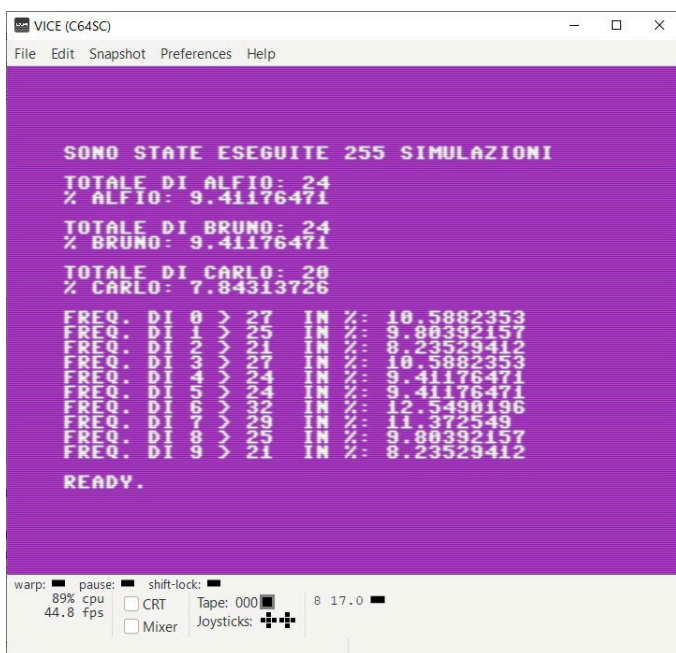 VICE (C64SC)
File Edit Snapshot Preferences Help
SONO STATE ESEGUITE 255 SIMULAZIONI
TOTALE DI ALFIO: 24
% ALFIO: 9.41176471
TOTALE DI BRUNO: 24
% BRUNO: 9.41176471
TOTALE DI CARLO: 20
% CARLO: 7.84313726
FREQ. DI 0 > 27 IN %: 10.5882353
FREQ. DI 1 > 25 IN %: 9.80392157
FREQ. DI 2 > 21 IN %: 8.23529412
FREQ. DI 3 > 27 IN %: 10.5882353
FREQ. DI 4 > 24 IN %: 9.41176471
FREQ. DI 5 > 24 IN %: 9.41176471
FREQ. DI 6 > 32 IN %: 12.5490196
FREQ. DI 7 > 29 IN %: 11.372549
FREQ. DI 8 > 25 IN %: 9.80392157
FREQ. DI 9 > 21 IN %: 8.23529412
READY.
warp: pause: shift-lock:
89% cpu CRT Tape: 000 8 17.0
44.8 fps Mixer Joysticks: